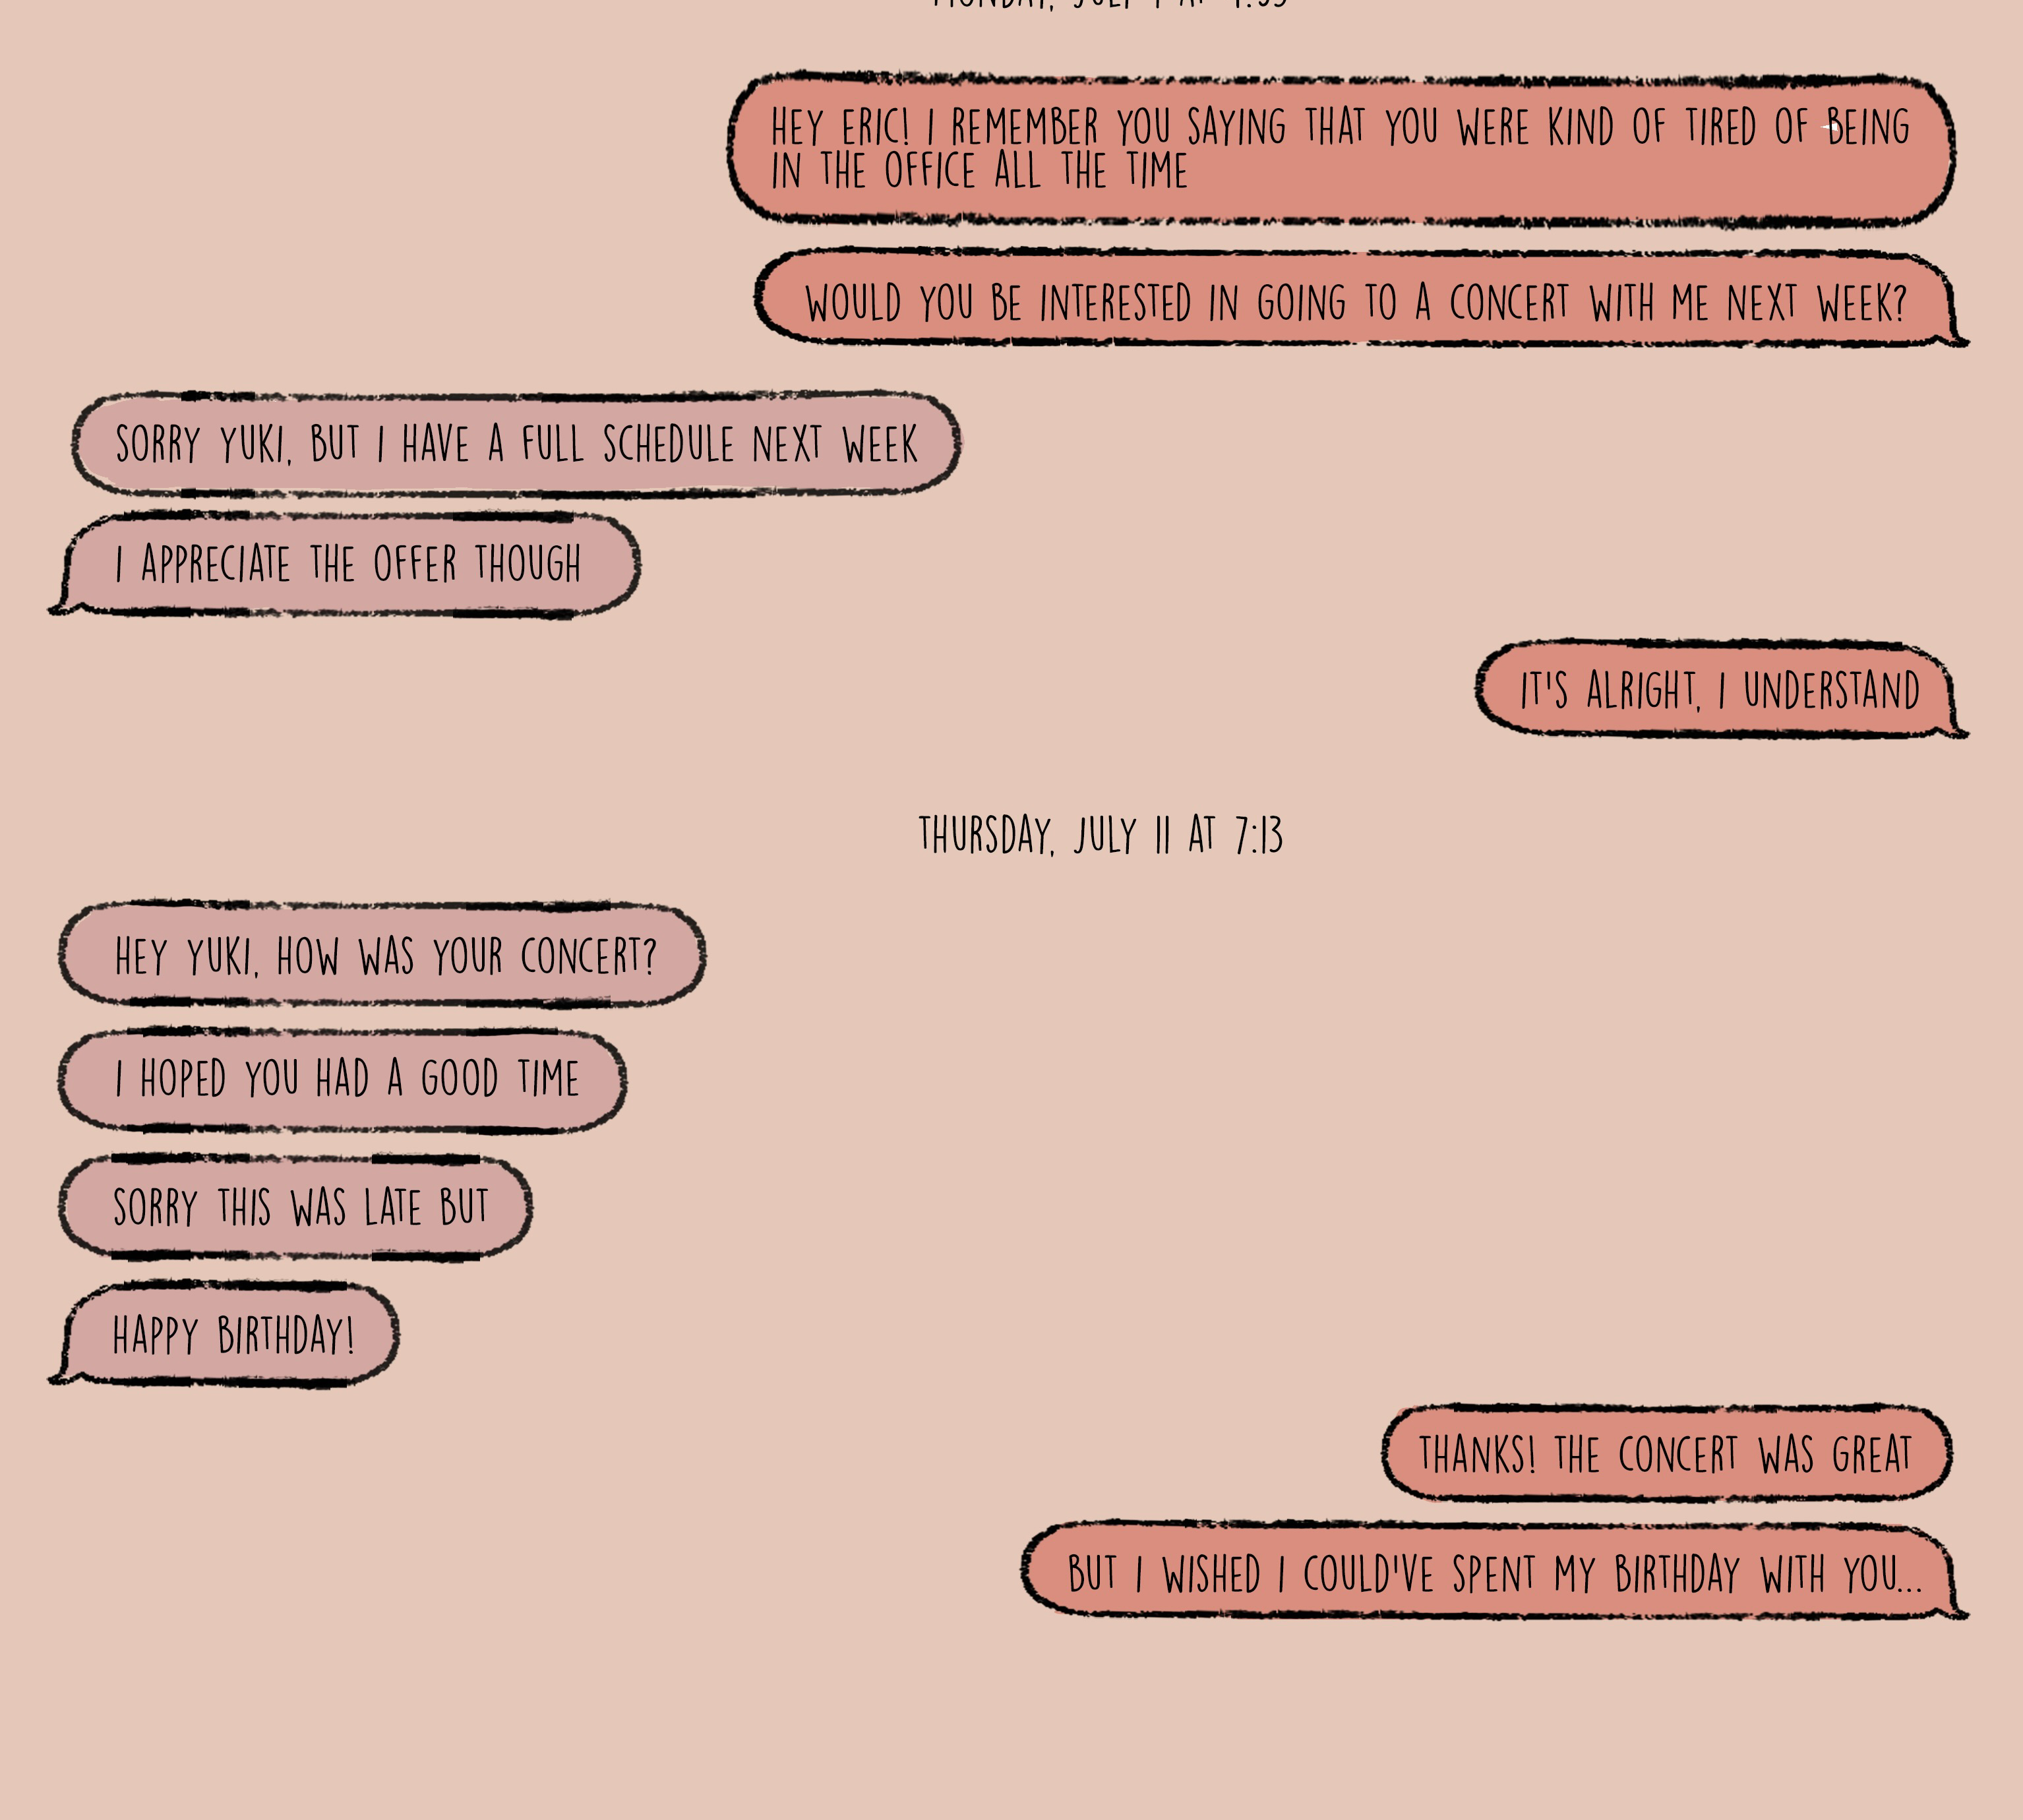 MONDAY, JULY
HEY ERIC! I REMEMBER YOU SAYING THAT YOU WERE KIND OF TIRED OF BEING
IN THE OFFICE ALL THE TIME
WOULD YOU BE INTERESTED IN GOING TO A CONCERT WITH ME NEXT WEEK?
SORRY YUKI, BUT I HAVE A FULL SCHEDULE NEXT WEEK
I APPRECIATE THE OFFER THOUGH
IT'S ALRIGHT, I UNDERSTAND
THURSDAY, JULY 11 AT 7:13
HEY YUKI, HOW WAS YOUR CONCERT?
I HOPED YOU HAD A GOOD TIME
SORRY THIS WAS LATE BUT
HAPPY BIRTHDAY!
THANKS! THE CONCERT WAS GREAT
BUT I WISHED I COULD'VE SPENT MY BIRTHDAY WITH YOU...